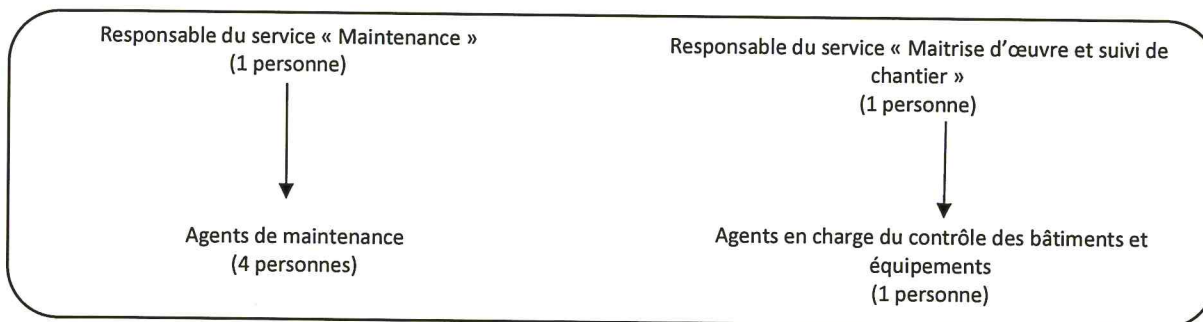 Responsable du service « Maintenance »
(1 personne)
Agents de maintenance
(4 personnes)
Responsable du service « Maitrise d’œuvre et suivi de
chantier »
(1 personne)
Agents en charge du contrôle des bâtiments et
équipements
(1 personne)